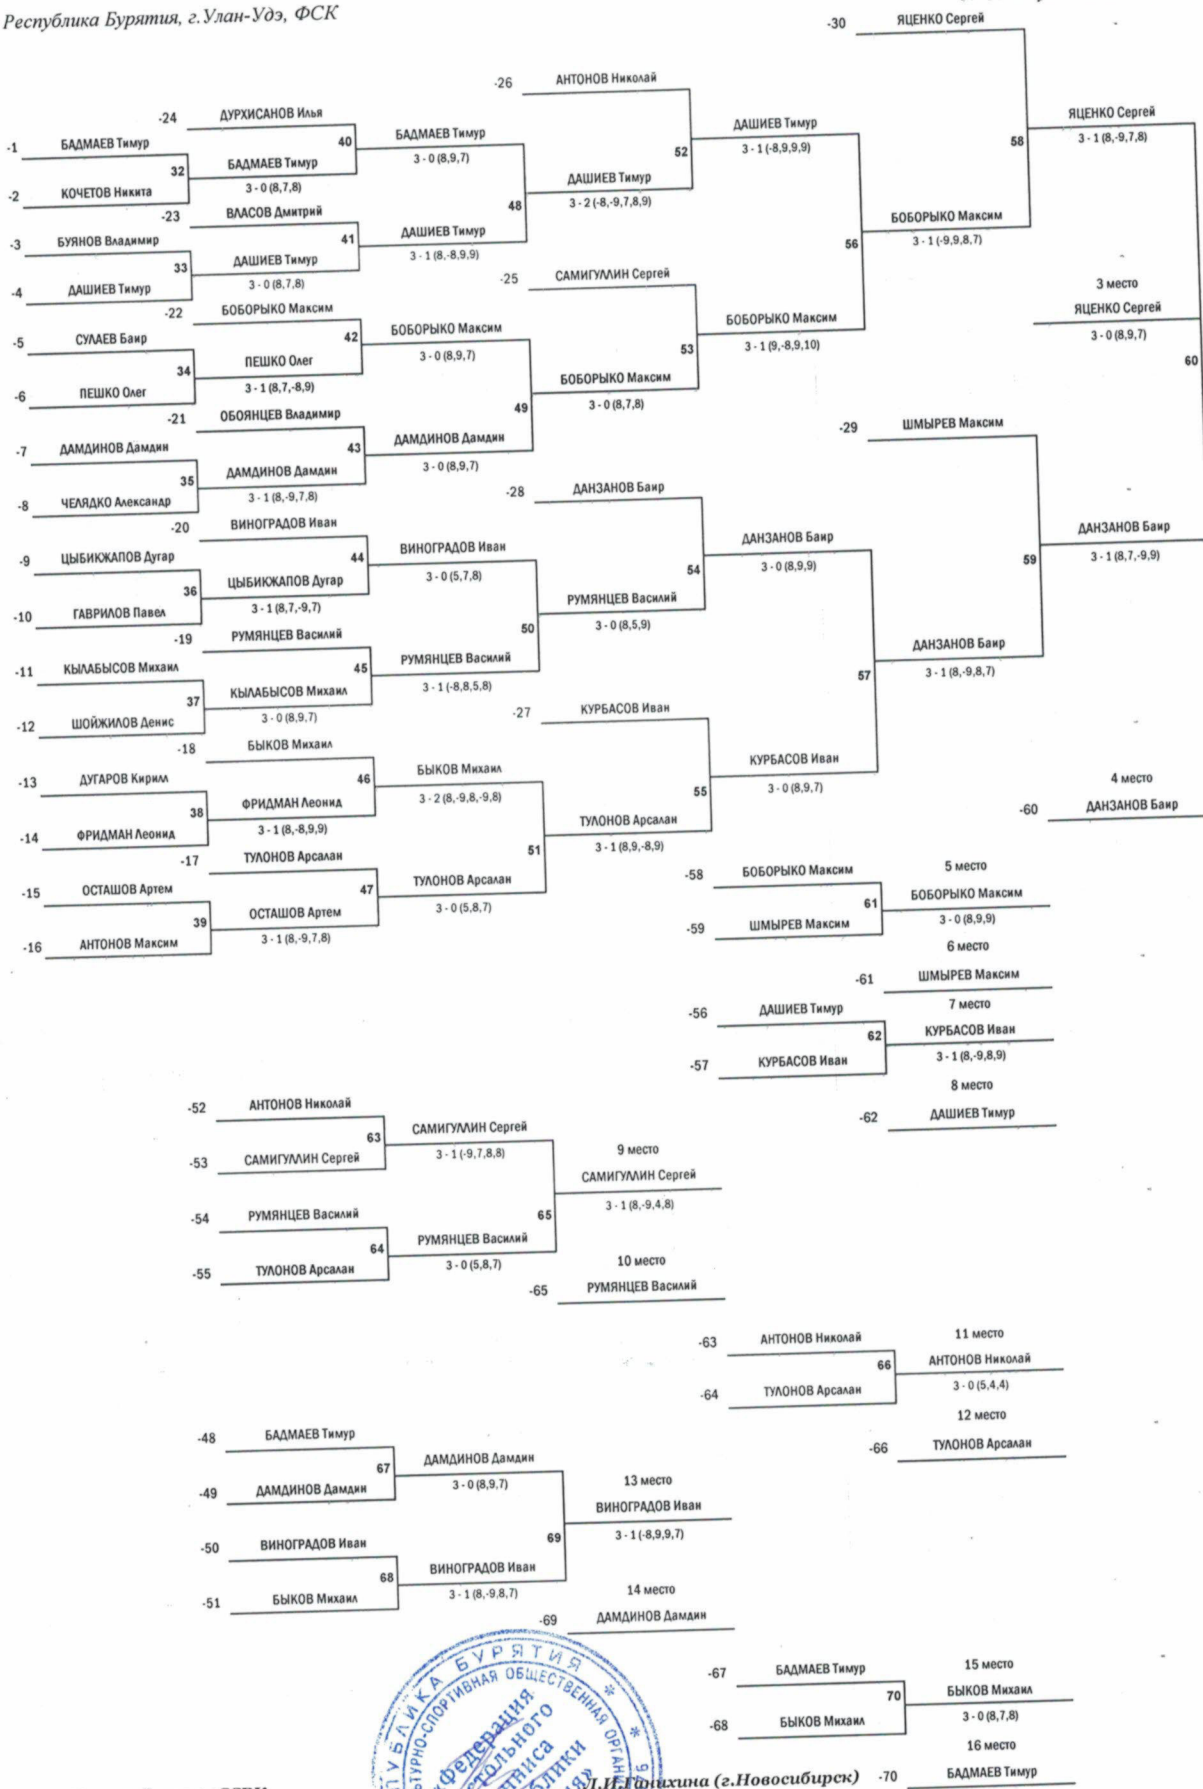 Республика Бурятия, г.Улан-Удэ, ФСК
-30 ЯЦЕНКО Сергей
-26 АНТОНОВ Николай
-24 ДУРХИСАНОВ Илья
ЯЦЕНКО Сергей
58 3 - 1 (8,-9,7,8)
-1 БАДМАЕВ Тимур
40 БАДМАЕВ Тимур
3 - 0 (8,9,7)
ДАШИЕВ Тимур
52 3 - 1 (-8,9,9,9)
32 БАДМАЕВ Тимур
3 - 0 (8,7,8)
-2 КОЧЕТОВ Никита
48 ДАШИЕВ Тимур
3 - 2 (-8,-9,7,8,9)
-23 ВЛАСОВ Дмитрий
БОБОРЫКО Максим
56 3 - 1 (-9,9,8,7)
-3 БУЯНОВ Владимир
41 ДАШИЕВ Тимур
3 - 1 (8,-8,9,9)
33 ДАШИЕВ Тимур
3 - 0 (8,7,8)
-4 ДАШИЕВ Тимур
-25 САМИГУЛЛИН Сергей
3 место
ЯЦЕНКО Сергей
3 - 0 (8,9,7)
60
-22 БОБОРЫКО Максим
-5 СУЛАЕВ Баир
42 БОБОРЫКО Максим
3 - 0 (8,9,7)
БОБОРЫКО Максим
53 3 - 1 (9,-8,9,10)
34 ПЕШКО Олег
3 - 1 (8,7,-8,9)
-6 ПЕШКО Олег
49 БОБОРЫКО Максим
3 - 0 (8,7,8)
-21 ОБОЯНЦЕВ Владимир
-29 ШМЫРЕВ Максим
-7 ДАМДИНОВ Дамдин
43 ДАМДИНОВ Дамдин
3 - 0 (8,9,7)
35 ДАМДИНОВ Дамдин
3 - 1 (8,-9,7,8)
-8 ЧЕЛЯДКО Александр
-28 ДАНЗАНОВ Баир
-20 ВИНОГРАДОВ Иван
ДАНЗАНОВ Баир
59 3 - 1 (8,7,-9,9)
-9 ЦЫБИКЖАПОВ Дугар
44 ВИНОГРАДОВ Иван
3 - 0 (5,7,8)
ДАНЗАНОВ Баир
54 3 - 0 (8,9,9)
36 ЦЫБИКЖАПОВ Дугар
3 - 1 (8,7,-9,7)
-10 ГАВРИЛОВ Павел
50 РУМЯНЦЕВ Василий
3 - 0 (8,5,9)
-19 РУМЯНЦЕВ Василий
ДАНЗАНОВ Баир
57 3 - 1 (8,-9,8,7)
-11 КЫЛАБЫСОВ Михаил
45 РУМЯНЦЕВ Василий
3 - 1 (-8,8,5,8)
37 КЫЛАБЫСОВ Михаил
3 - 0 (8,9,7)
-12 ШОЙЖИЛОВ Денис
-27 КУРБАСОВ Иван
-18 БЫКОВ Михаил
-13 ДУГАРОВ Кирилл
46 БЫКОВ Михаил
3 - 2 (8,-9,8,-9,8)
КУРБАСОВ Иван
55 3 - 0 (8,9,7)
4 место
-60 ДАНЗАНОВ Баир
38 ФРИДМАН Леонид
3 - 1 (8,-8,9,9)
-14 ФРИДМАН Леонид
51 ТУЛОНОВ Арсалан
3 - 1 (8,9,-8,9)
-17 ТУЛОНОВ Арсалан
-15 ОСТАШОВ Артем
47 ТУЛОНОВ Арсалан
3 - 0 (5,8,7)
39 ОСТАШОВ Артем
3 - 1 (8,-9,7,8)
-16 АНТОНОВ Максим
-58 БОБОРЫКО Максим
5 место
61 БОБОРЫКО Максим
3 - 0 (8,9,9)
-59 ШМЫРЕВ Максим
6 место
-61 ШМЫРЕВ Максим
-56 ДАШИЕВ Тимур
7 место
62 КУРБАСОВ Иван
3 - 1 (8,-9,8,9)
-57 КУРБАСОВ Иван
8 место
-62 ДАШИЕВ Тимур
-52 АНТОНОВ Николай
63 САМИГУЛЛИН Сергей
3 - 1 (-9,7,8,8)
-53 САМИГУЛЛИН Сергей
9 место
65 САМИГУЛЛИН Сергей
3 - 1 (8,-9,4,8)
-54 РУМЯНЦЕВ Василий
64 РУМЯНЦЕВ Василий
3 - 0 (5,8,7)
-55 ТУЛОНОВ Арсалан
10 место
-65 РУМЯНЦЕВ Василий
-63 АНТОНОВ Николай
11 место
66 АНТОНОВ Николай
3 - 0 (5,4,4)
-64 ТУЛОНОВ Арсалан
12 место
-66 ТУЛОНОВ Арсалан
-48 БАДМАЕВ Тимур
67 ДАМДИНОВ Дамдин
3 - 0 (8,9,7)
-49 ДАМДИНОВ Дамдин
13 место
69 ВИНОГРАДОВ Иван
3 - 1 (-8,9,9,7)
-50 ВИНОГРАДОВ Иван
68 ВИНОГРАДОВ Иван
3 - 1 (8,-9,8,7)
-51 БЫКОВ Михаил
14 место
-69 ДАМДИНОВ Дамдин
-67 БАДМАЕВ Тимур
15 место
70 БЫКОВ Михаил
3 - 0 (8,7,8)
-68 БЫКОВ Михаил
16 место
-70 БАДМАЕВ Тимур
БУРЯТИЯ
СПОРТИВНАЯ ОБЩЕСТВЕННАЯ
Федерация
настольного
тенниса
Л.И.Ганихина (г.Новосибирск)